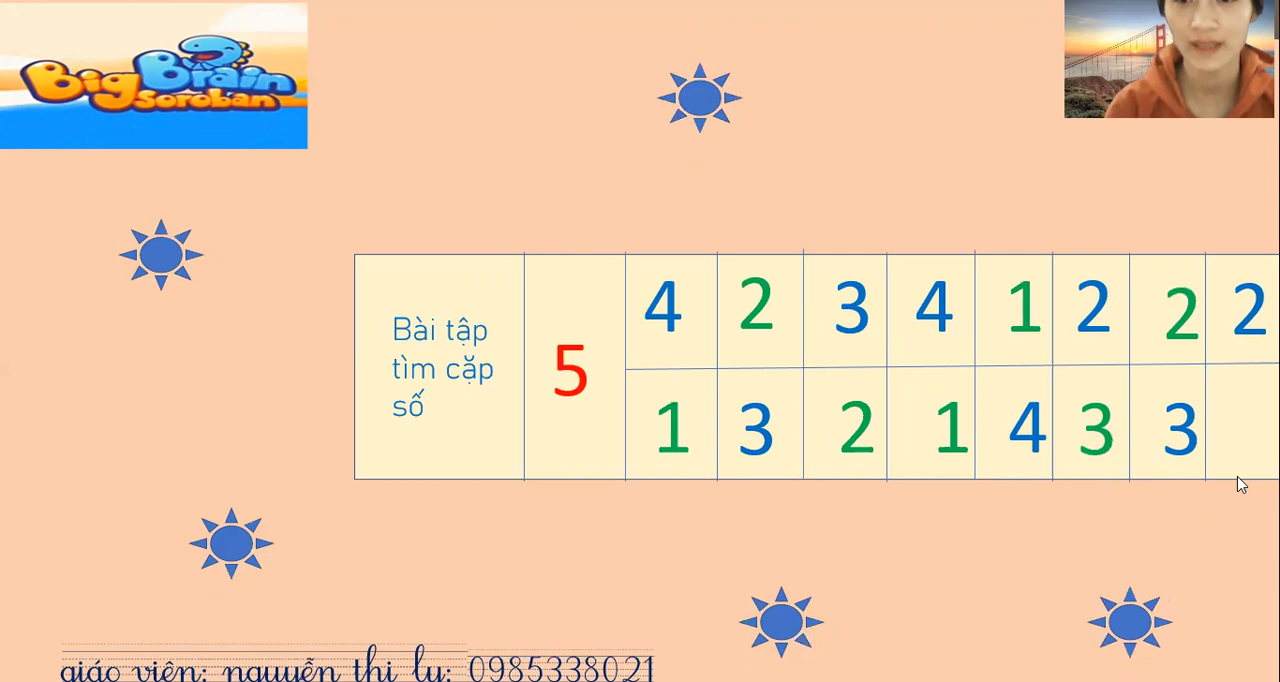 Big Brain
soroban
4 2 3 4 1 2 2 2
Bài tập
tìm cặp
số
5
1 3 2 1 4 3 3
giáo viên: nguyễn thị ly: 0985338021